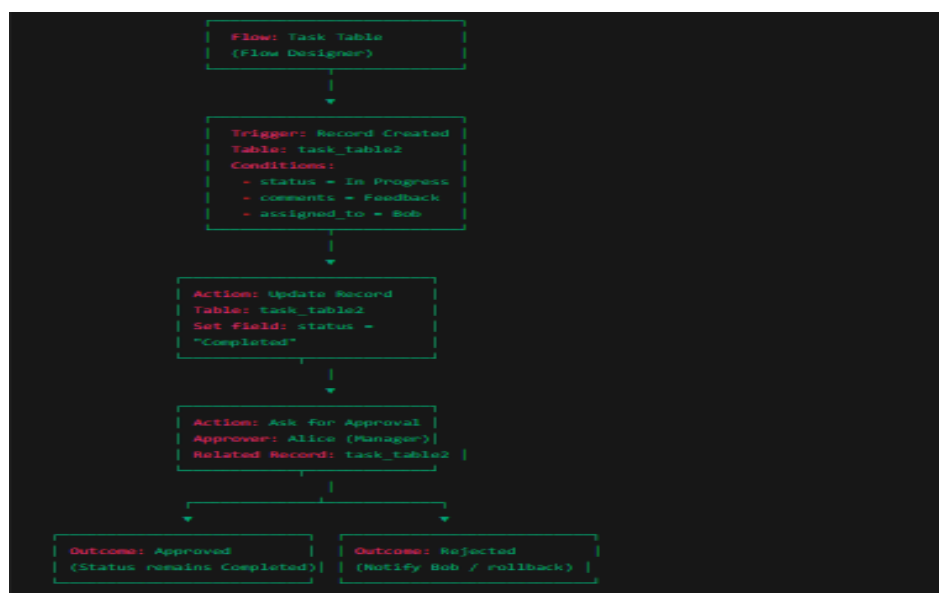 Flow: Task Table
(Flow Designer)
Trigger: Record Created
Table: task_table2
Conditions:
- status = In Progress
- comments = Feedback
- assigned_to = Bob
Action: Update Record
Table: task_table2
Set field: status =
"Completed"
Action: Ask for Approval
Approver: Alice (Manager)
Related Record: task_table2
Outcome: Approved
(Status remains Completed)
Outcome: Rejected
(Notify Bob / rollback)